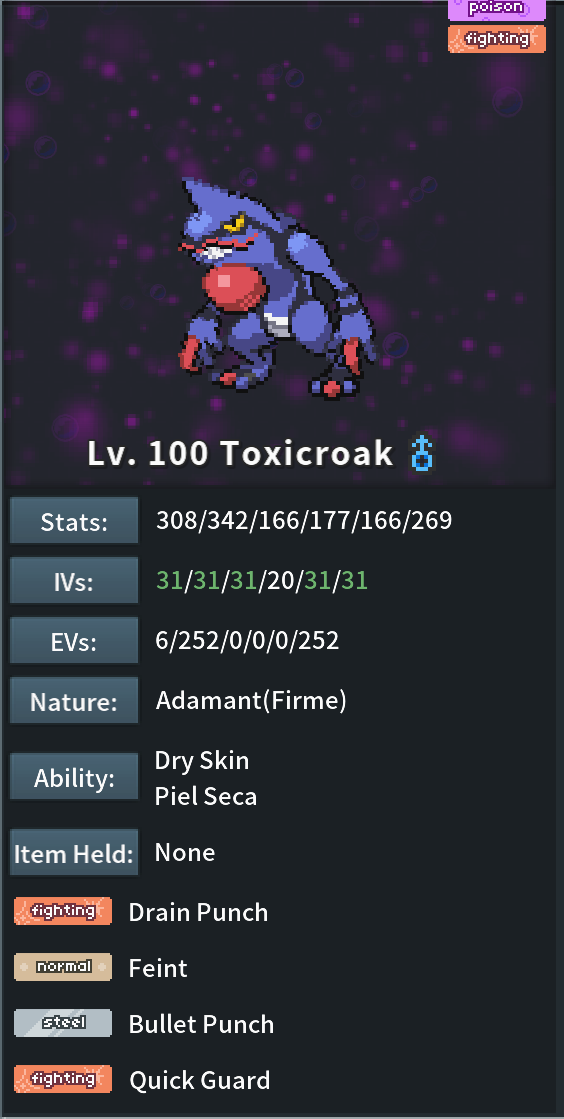 poison
fighting
Lv. 100 Toxicroak
Stats: 308/342/166/177/166/269
IVs: 31/31/31/20/31/31
EVs: 6/252/0/0/0/252
Nature: Adamant(Firme)
Ability: Dry Skin
Piel Seca
Item Held: None
fighting Drain Punch
normal Feint
steel Bullet Punch
fighting Quick Guard